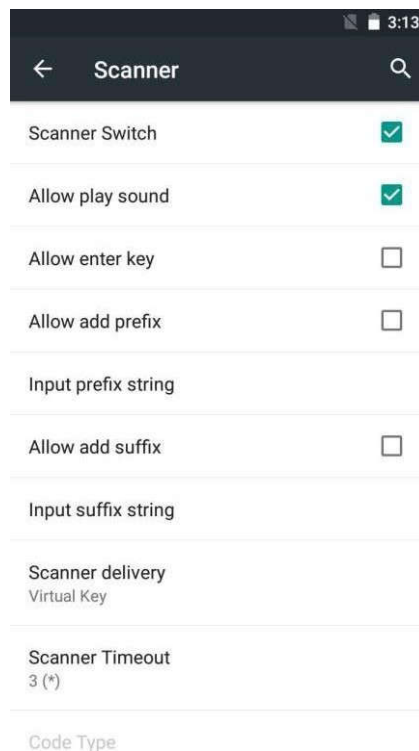 3:13
Scanner
Scanner Switch
Allow play sound
Allow enter key
Allow add prefix
Input prefix string
Allow add suffix
Input suffix string
Scanner delivery
Virtual Key
Scanner Timeout
3 (*)
Code Type